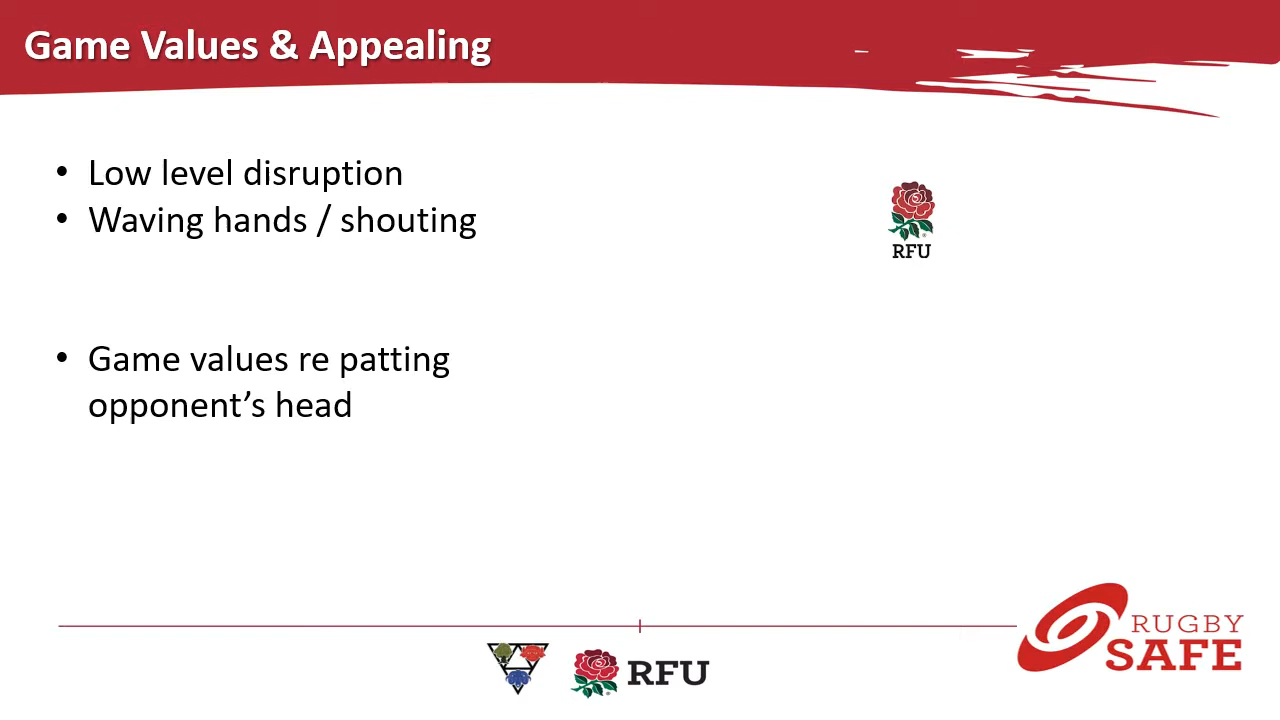 Game Values & Appealing
• Low level disruption
• Waving hands / shouting
RFU
• Game values re patting
opponent’s head
RFU
RUGBY
SAFE